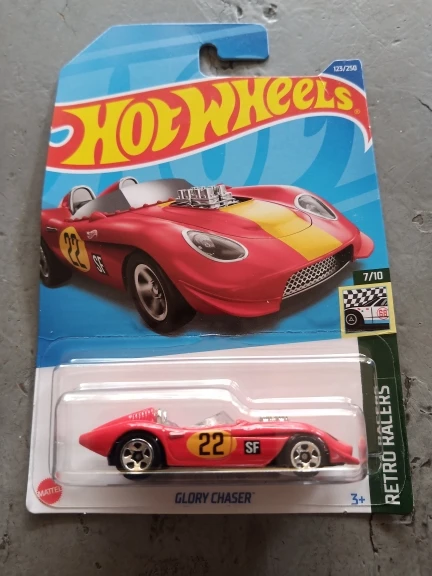 123/250
HOT WHEELS
22
SF
7/10
RETRO RACERS
22
SF
MATTEL
GLORY CHASER
3+